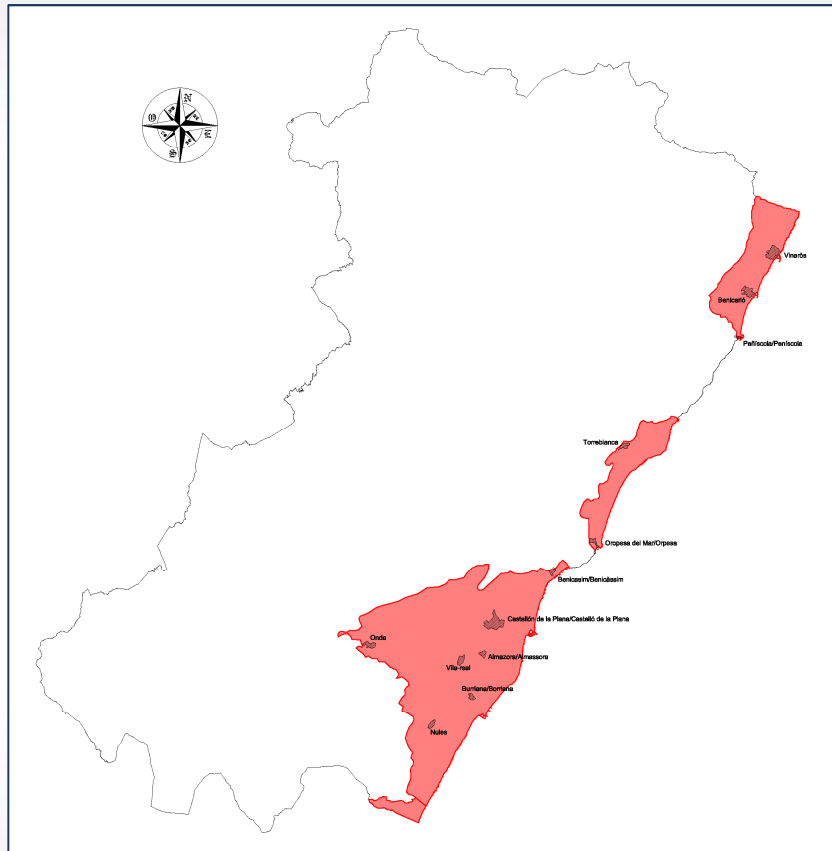 N
Vinaròs
Benicarló
Peñíscola/Peníscola
Torreblanca
Oropesa del Mar/Orpesa
Benicasim/Benicàssim
Castellón de la Plana/Castelló de la Plana
Onda
Almazora/Almassora
Vila-real
Burriana/Borriana
Nules